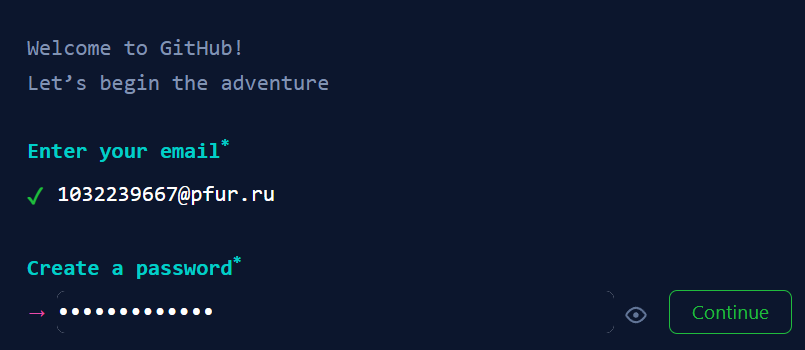 Welcome to GitHub!
Let’s begin the adventure
Enter your email*
✓ 1032239667@pfur.ru
Create a password*
→ •••••••••••••
Continue